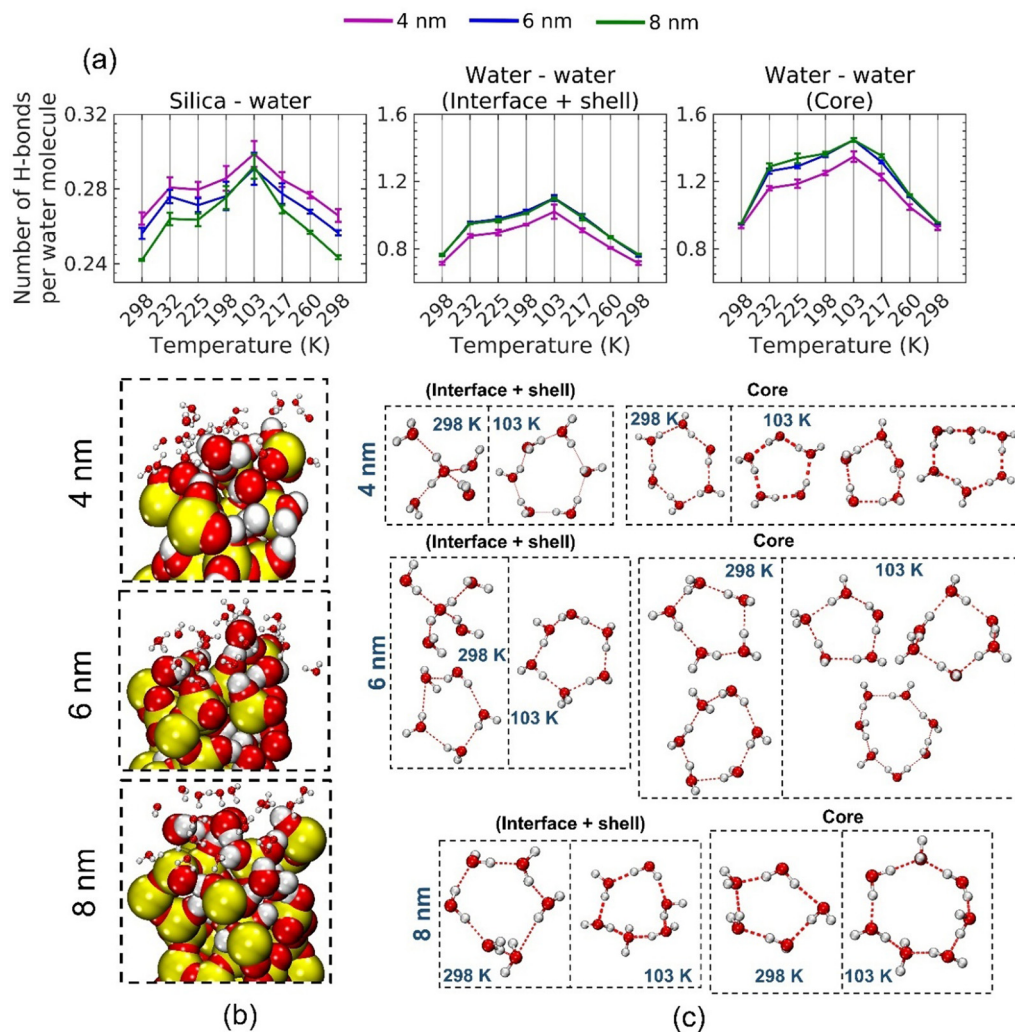 4 nm 6 nm 8 nm
(a)
Silica - water
Water - water
(Interface + shell)
Water - water
(Core)
Number of H-bonds
per water molecule
0.32
0.28
0.24
1.6
1.2
0.8
1.6
1.2
0.8
298 232 225 198 103 217 260 298
298 232 225 198 103 217 260 298
298 232 225 198 103 217 260 298
Temperature (K)
Temperature (K)
Temperature (K)
4 nm
6 nm
8 nm
(b)
(Interface + shell)
Core
4 nm
298 K
103 K
298 K
103 K
(Interface + shell)
Core
6 nm
298 K
103 K
298 K
103 K
(Interface + shell)
Core
8 nm
298 K
103 K
298 K
103 K
(c)